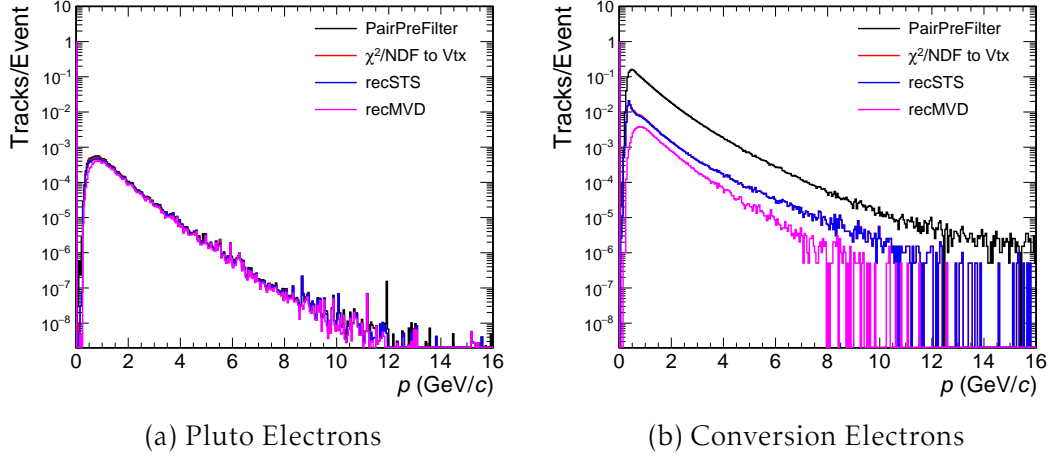 Tracks/Event
1
10⁻¹
10⁻²
10⁻³
10⁻⁴
10⁻⁵
10⁻⁶
10⁻⁷
10⁻⁸
PairPreFilter
χ²/NDF to Vtx
recSTS
recMVD
0 2 4 6 8 10 12 14 16
p (GeV/c)
(a) Pluto Electrons
Tracks/Event
1
10⁻¹
10⁻²
10⁻³
10⁻⁴
10⁻⁵
10⁻⁶
10⁻⁷
10⁻⁸
PairPreFilter
χ²/NDF to Vtx
recSTS
recMVD
0 2 4 6 8 10 12 14 16
p (GeV/c)
(b) Conversion Electrons